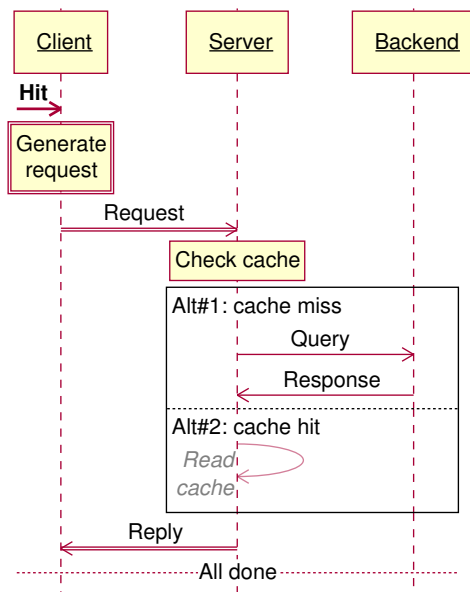 Client Server Backend
Hit
Generate
request
Request
Check cache
Alt#1: cache miss
Query
Response
Alt#2: cache hit
Read
cache
Reply
All done